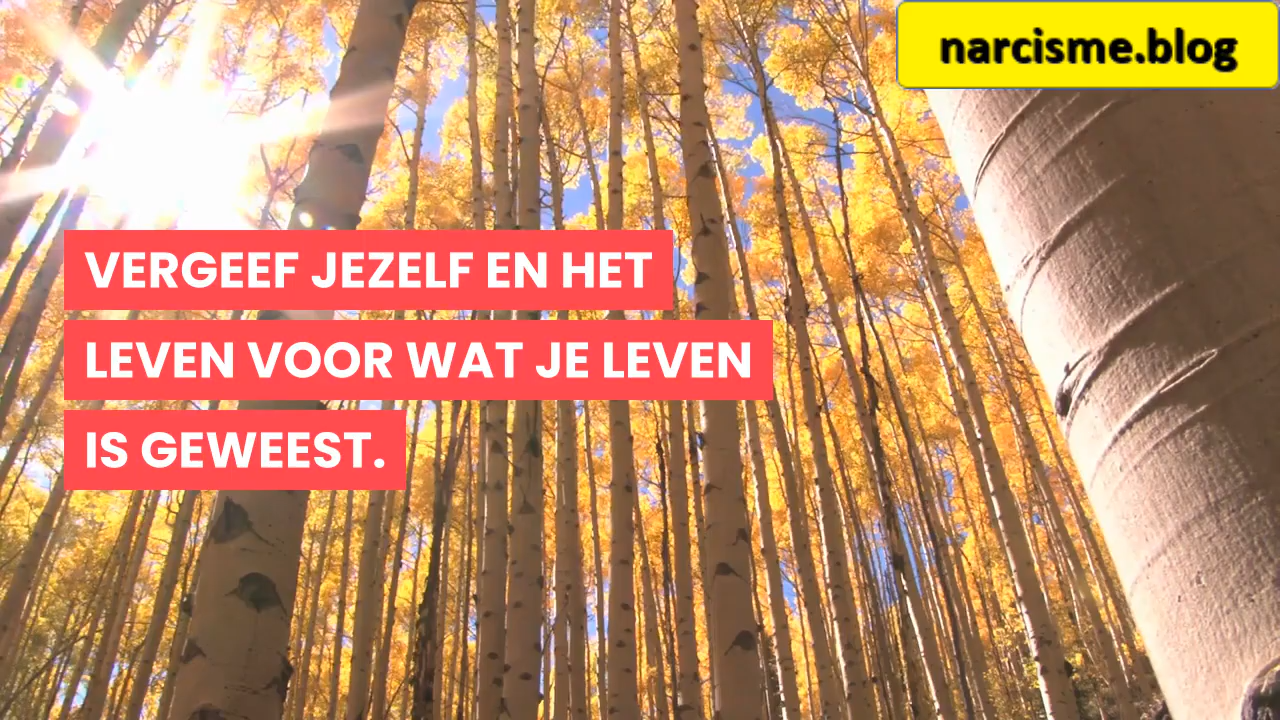 narcisme.blog
VERGEEF JEZELF EN HET
LEVEN VOOR WAT JE LEVEN
IS GEWEEST.